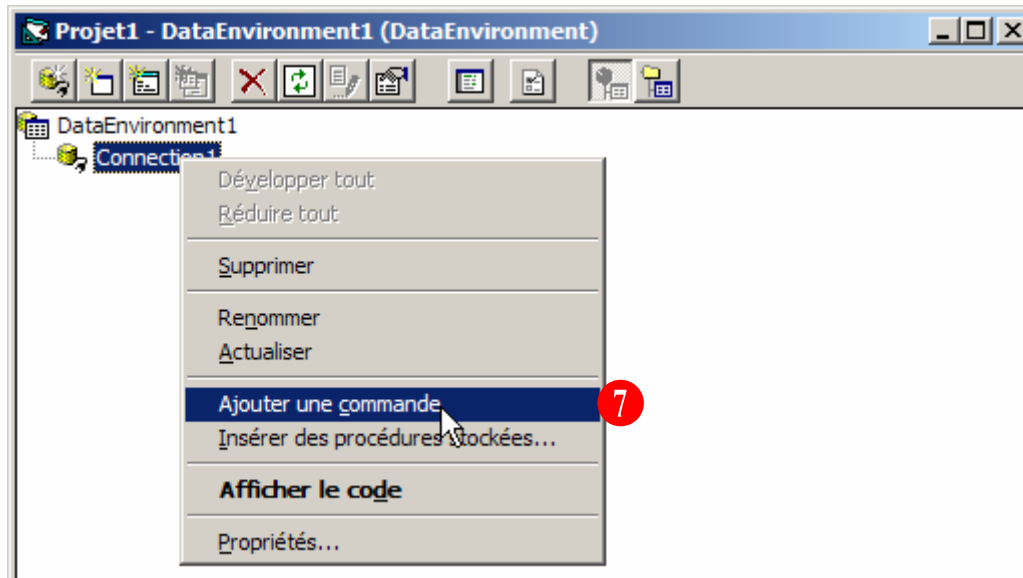 Projet1 - DataEnvironment1 (DataEnvironment)
DataEnvironment1
Connection1
Développer tout
Réduire tout
Supprimer
Renommer
Actualiser
Ajouter une commande
7
Insérer des procédures stockées...
Afficher le code
Propriétés...